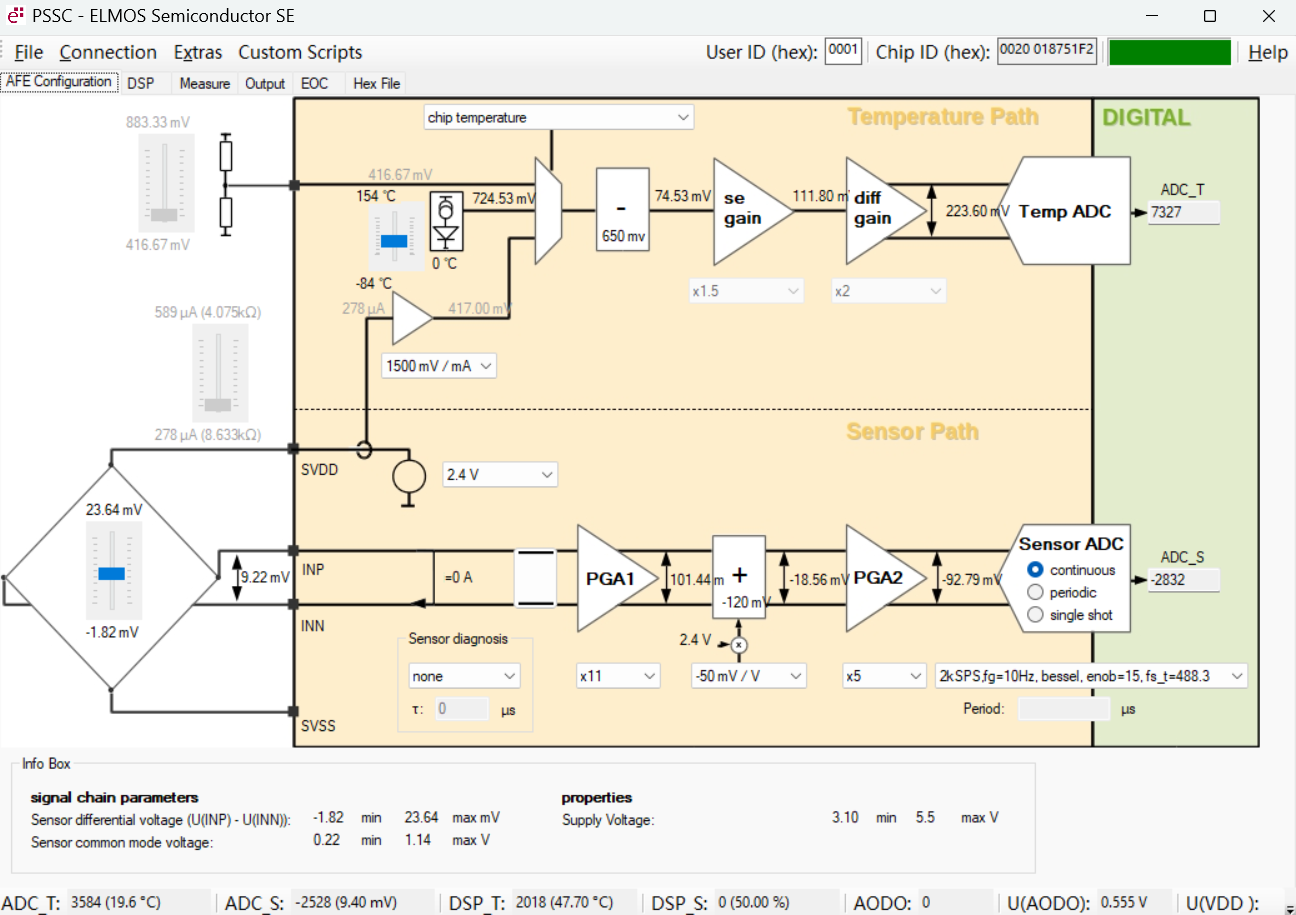 PSSC - ELMOS Semiconductor SE
File Connection Extras Custom Scripts User ID (hex): 0001 Chip ID (hex): 0020 018751F2 Help
AFE Configuration DSP Measure Output EOC Hex File
883.33 mV
416.67 mV
chip temperature
Temperature Path
DIGITAL
416.67 mV
154 °C
724.53 mV
0 °C
-84 °C
-
650 mv
74.53 mV
se
gain
x1.5
111.80 m
diff
gain
x2
223.60 mV
Temp ADC
ADC_T
7327
278 µA
417.00 mV
1500 mV / mA
589 µA (4.075kΩ)
278 µA (8.633kΩ)
Sensor Path
SVDD
2.4 V
23.64 mV
-1.82 mV
9.22 mV
INP
INN
SVSS
=0 A
Sensor diagnosis
none
τ: 0 µs
PGA1
x11
101.44 m
+
-120 mV
2.4 V
x
-50 mV / V
-18.56 mV
PGA2
x5
-92.79 mV
Sensor ADC
continuous
periodic
single shot
ADC_S
-2832
2kSPS,fg=10Hz, bessel, enob=15, fs_t=488.3
Period: µs
Info Box
signal chain parameters
Sensor differential voltage (U(INP) - U(INN)): -1.82 min 23.64 max mV
Sensor common mode voltage: 0.22 min 1.14 max V
properties
Supply Voltage: 3.10 min 5.5 max V
ADC_T: 3584 (19.6 °C) ADC_S: -2528 (9.40 mV) DSP_T: 2018 (47.70 °C) DSP_S: 0 (50.00 %) AODO: 0 U(AODO): 0.555 V U(VDD ):